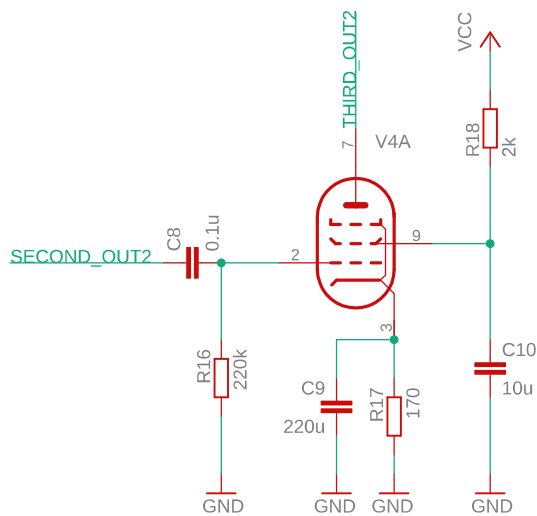 THIRD_OUT2
VCC
7
V4A
R18
2k
C8
0.1u
9
SECOND_OUT2
2
3
R16
220k
C10
10u
C9
220u
R17
170
GND
GND
GND
GND